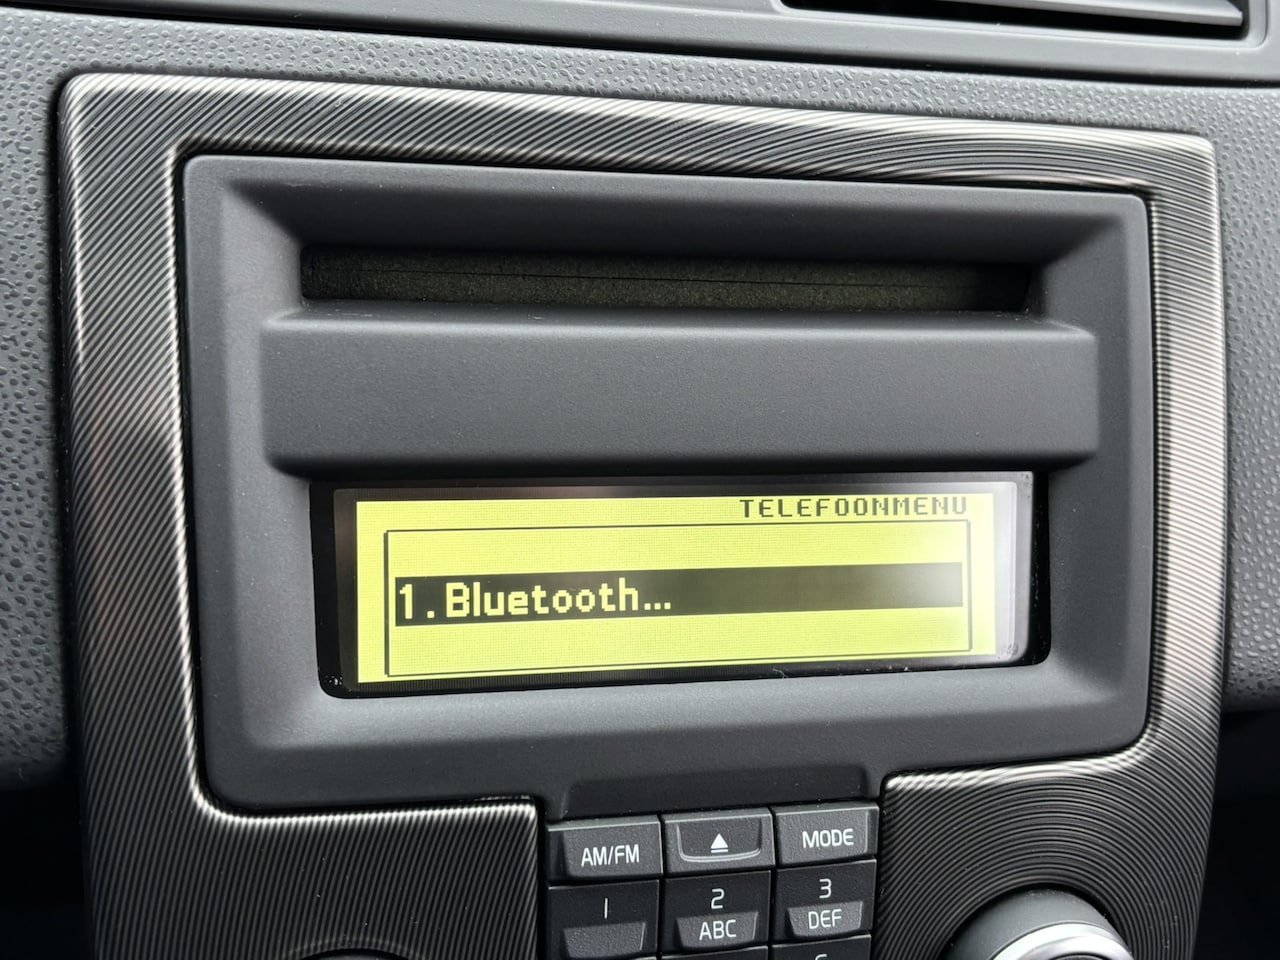 TELEFOONMENU
1.Bluetooth...
AM/FM
MODE
1
2
ABC
3
DEF